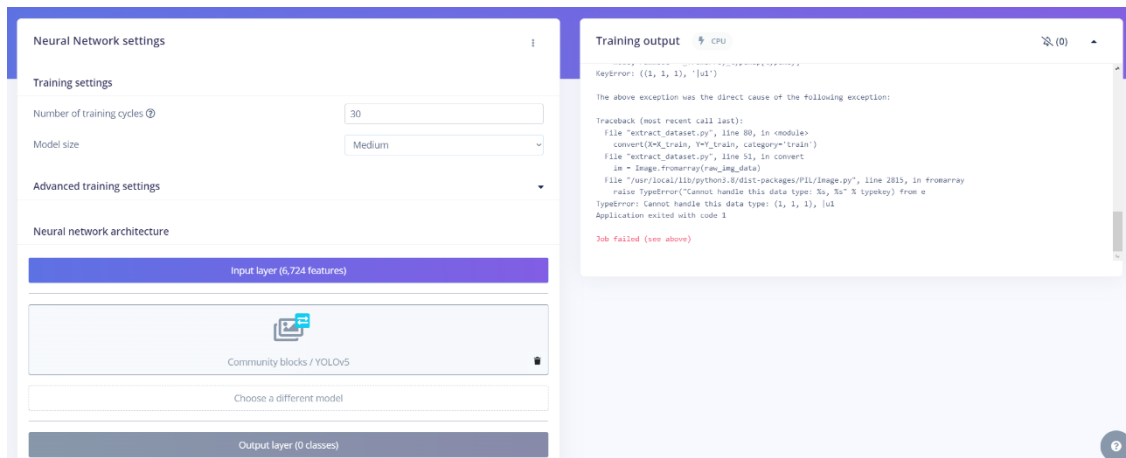 Neural Network settings
Training settings
Number of training cycles
30
Model size
Medium
Advanced training settings
Neural network architecture
Input layer (6,724 features)
Community blocks / YOLOv5
Choose a different model
Output layer (0 classes)
Training output
CPU
(0)
KeyError: ((1, 1, 1), '|u1')
The above exception was the direct cause of the following exception:
Traceback (most recent call last):
File "extract_dataset.py", line 80, in <module>
convert(X=X_train, Y=Y_train, category='train')
File "extract_dataset.py", line 51, in convert
im = Image.fromarray(raw_img_data)
File "/usr/local/lib/python3.8/dist-packages/PIL/Image.py", line 2815, in fromarray
raise TypeError("Cannot handle this data type: %s, %s" % typekey) from e
TypeError: Cannot handle this data type: (1, 1, 1), |u1
Application exited with code 1
Job failed (see above)